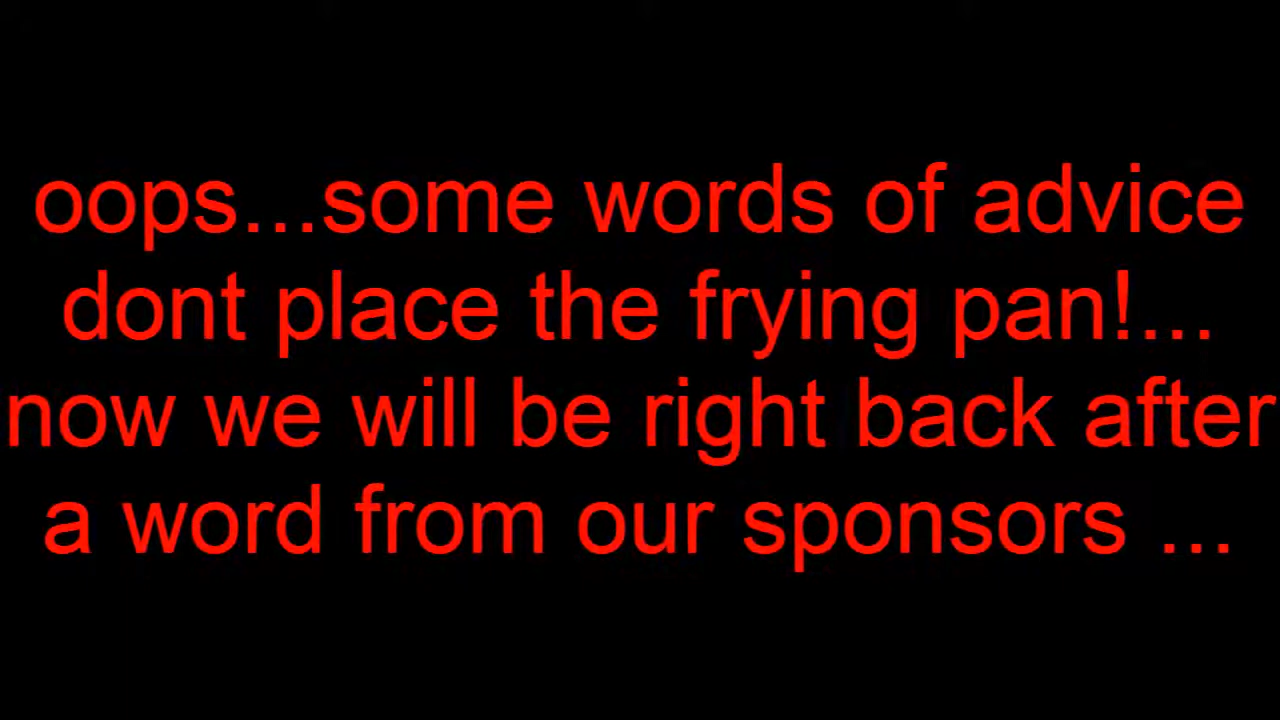 oops...some words of advice
dont place the frying pan!...
now we will be right back after
a word from our sponsors ...